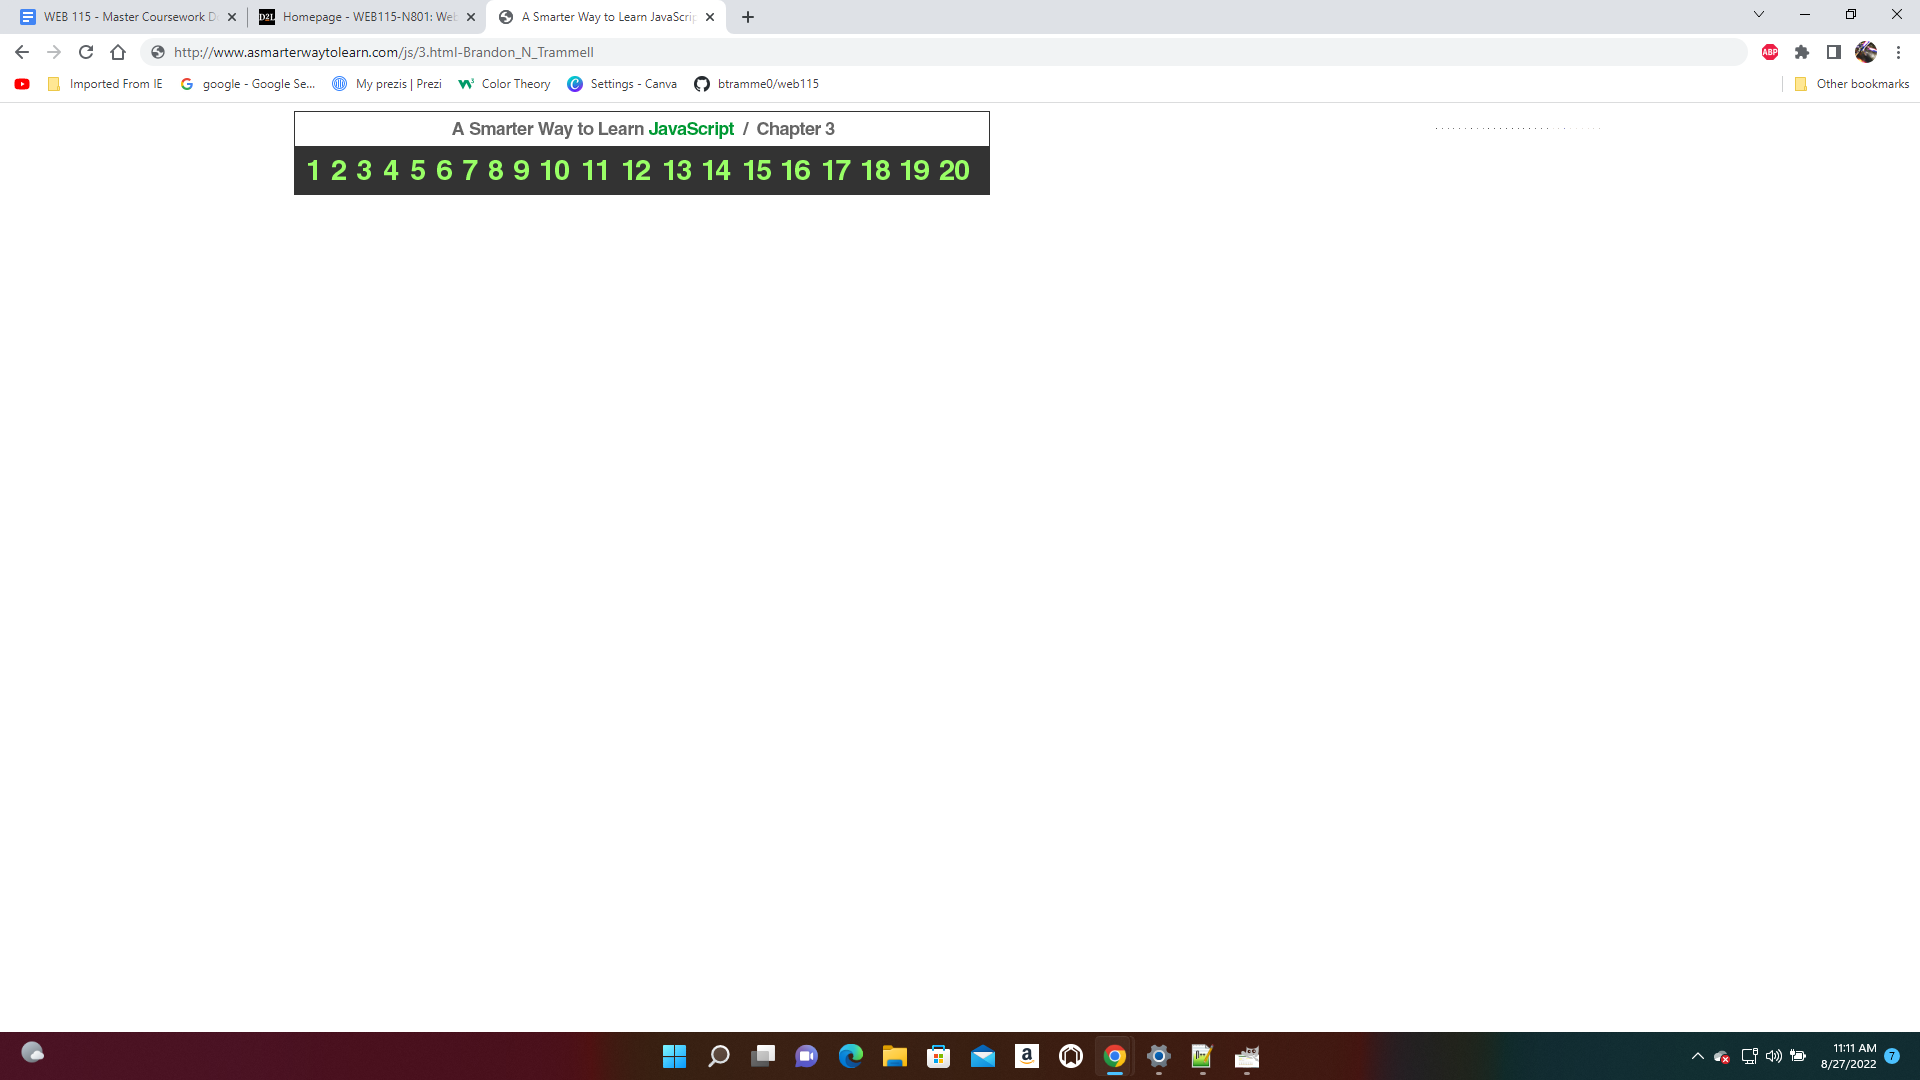 WEB 115 - Master Coursework D
Homepage - WEB115-N801: Web
A Smarter Way to Learn JavaScrip
http://www.asmarterwaytolearn.com/js/3.html-Brandon_N_Trammell
ABP
Imported From IE
google - Google Se...
My prezis | Prezi
Color Theory
Settings - Canva
btramme0/web115
Other bookmarks
A Smarter Way to Learn JavaScript / Chapter 3
1 2 3 4 5 6 7 8 9 10 11 12 13 14 15 16 17 18 19 20
11:11 AM
8/27/2022
7